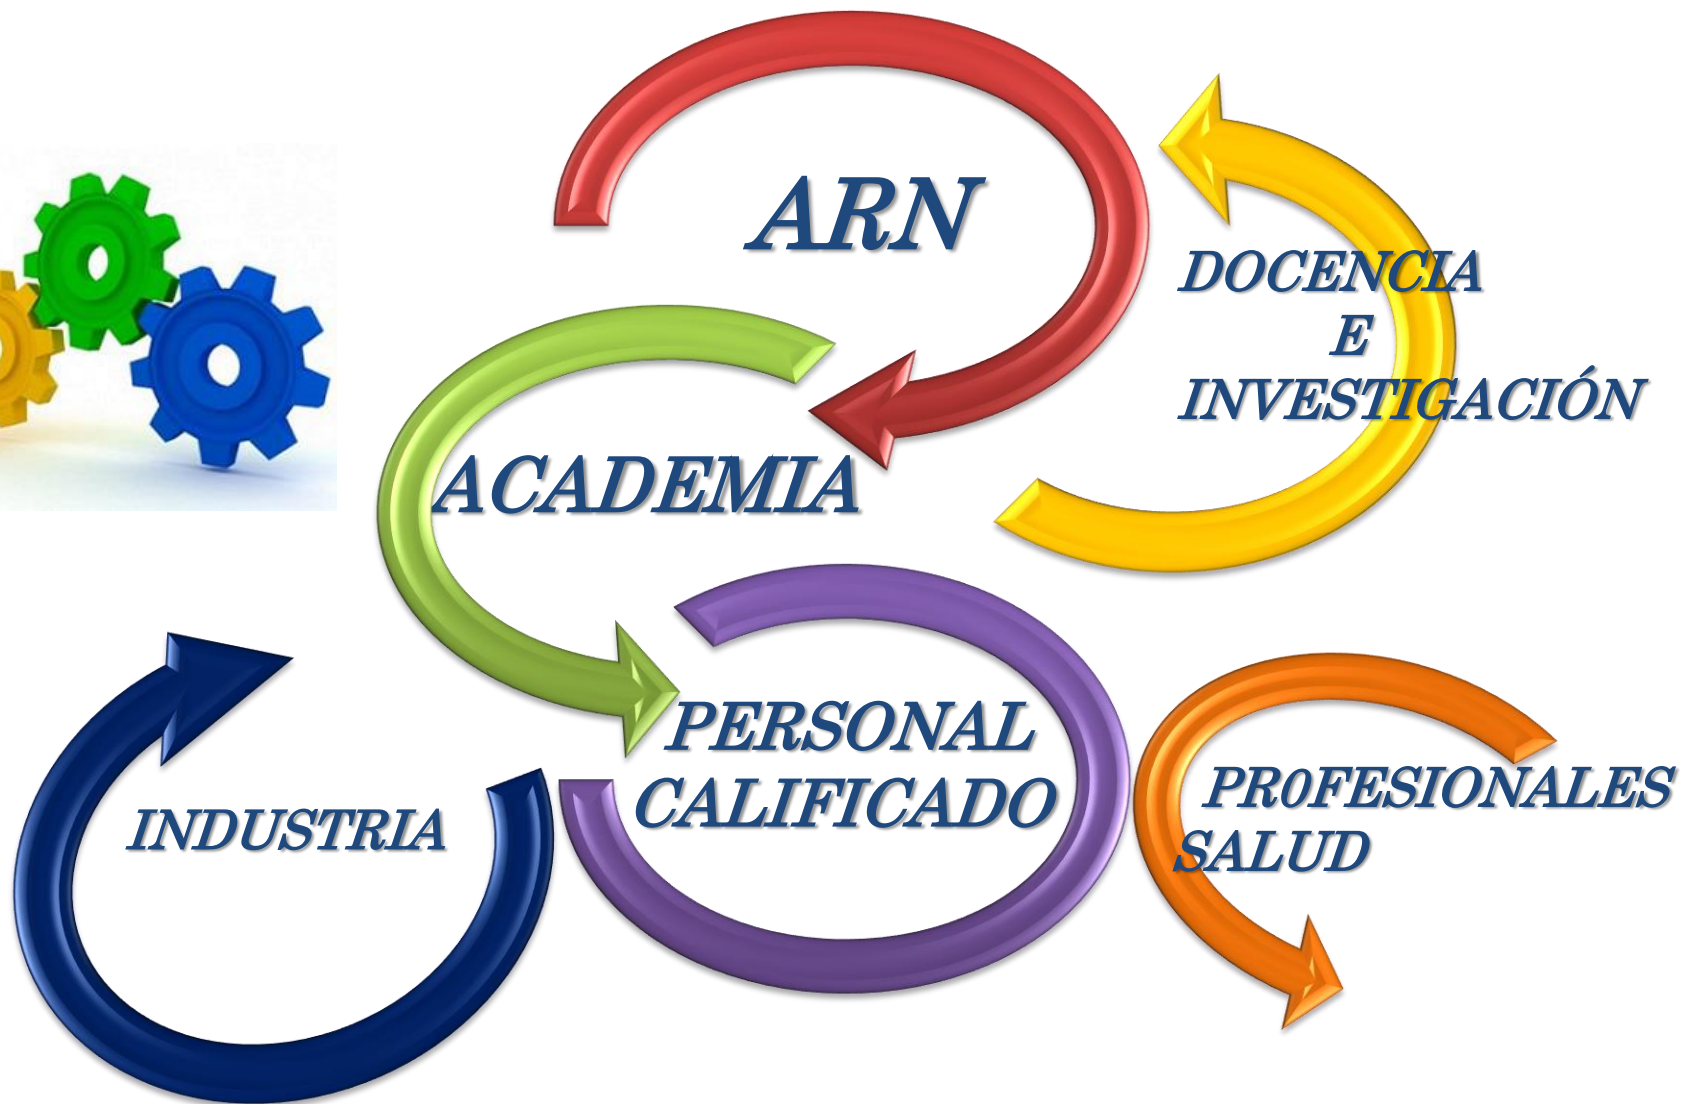 ARN
DOCENCIA
E
INVESTIGACIÓN
ACADEMIA
PERSONAL
CALIFICADO
INDUSTRIA
PR0FESIONALES
SALUD